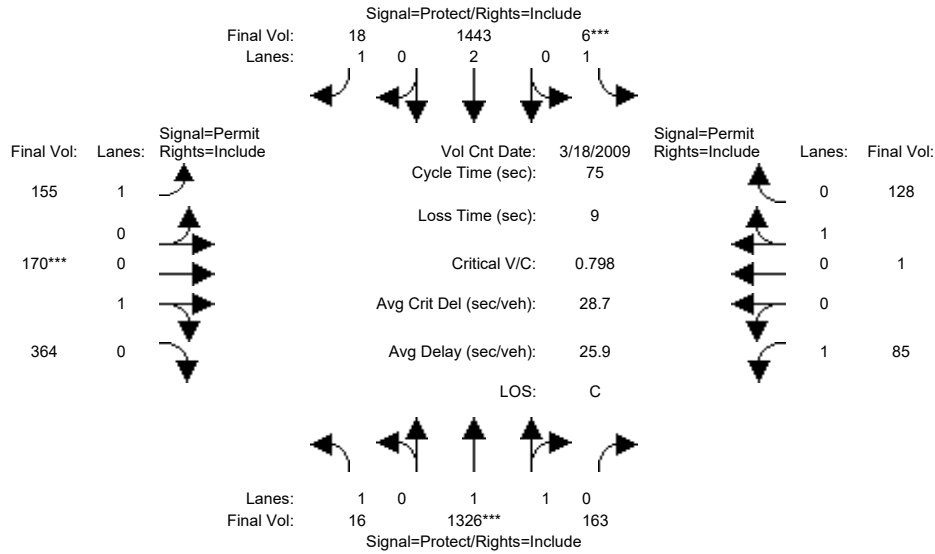 Signal=Protect/Rights=Include
Final Vol: 18 1443 6***
Lanes: 1 0 2 0 1
Signal=Permit
Final Vol: Lanes: Rights=Include
Vol Cnt Date: 3/18/2009
Signal=Permit
Rights=Include Lanes: Final Vol:
Cycle Time (sec): 75
155 1
0 128
Loss Time (sec): 9
0
1
170*** 0
Critical V/C: 0.798
0 1
1
Avg Crit Del (sec/veh): 28.7
0
364 0
Avg Delay (sec/veh): 25.9
1 85
LOS: C
Lanes: 1 0 1 1 0
Final Vol: 16 1326*** 163
Signal=Protect/Rights=Include